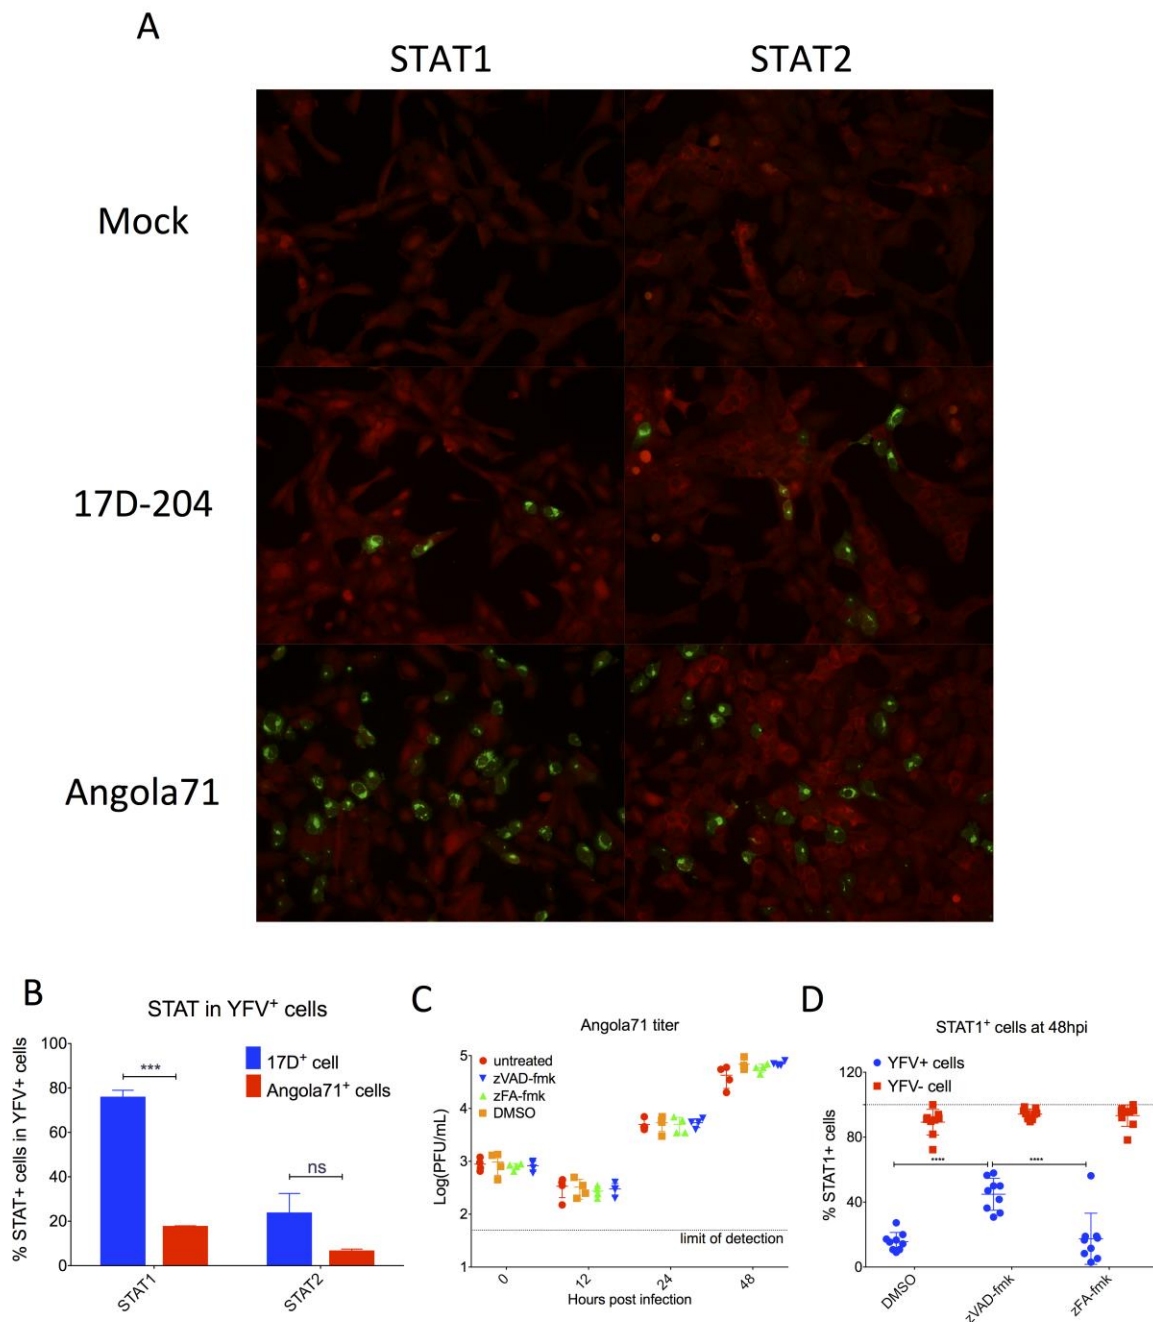 A
STAT1 STAT2
Mock
17D-204
Angola71
B
STAT in YFV+ cells
% STAT+ cells in YFV+ cells
100
80
60
40
20
0
***
ns
17D+ cell
Angola71+ cells
STAT1
STAT2
C
Angola71 titer
Log(PFU/mL)
5
4
3
2
1
untreated
zVAD-fmk
zFA-fmk
DMSO
limit of detection
0
12
24
48
Hours post infection
D
STAT1+ cells at 48hpi
YFV+ cells
YFV- cell
% STAT1+ cells
120
80
40
0
**** ****
DMSO
zVAD-fmk
zFA-fmk